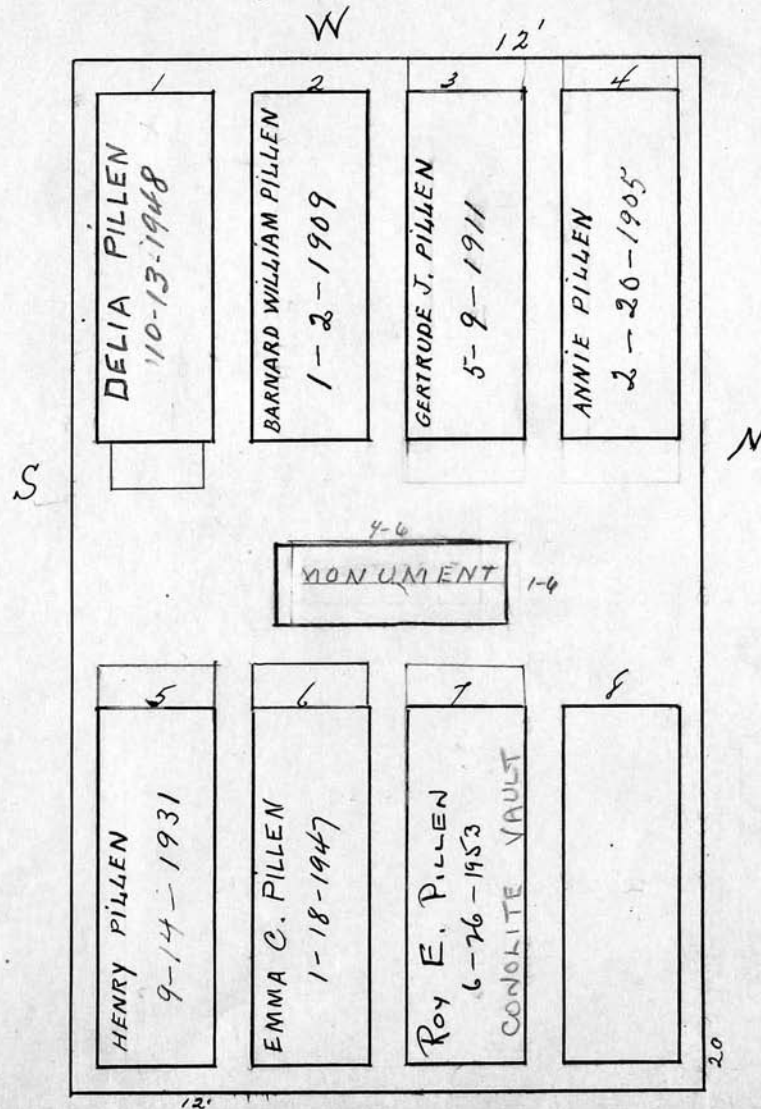 W
12'
1
2
3
4
DELIA PILLEN
10-13-1948
BARNARD WILLIAM PILLEN
1-2-1909
GERTRUDE J. PILLEN
5-9-1911
ANNIE PILLEN
2-20-1905
S
N
4-6
MONUMENT
1-6
5
6
7
8
HENRY PILLEN
9-14-1931
EMMA C. PILLEN
1-18-1947
ROY E. PILLEN
6-26-1953
CONOLITE VAULT
20
12'